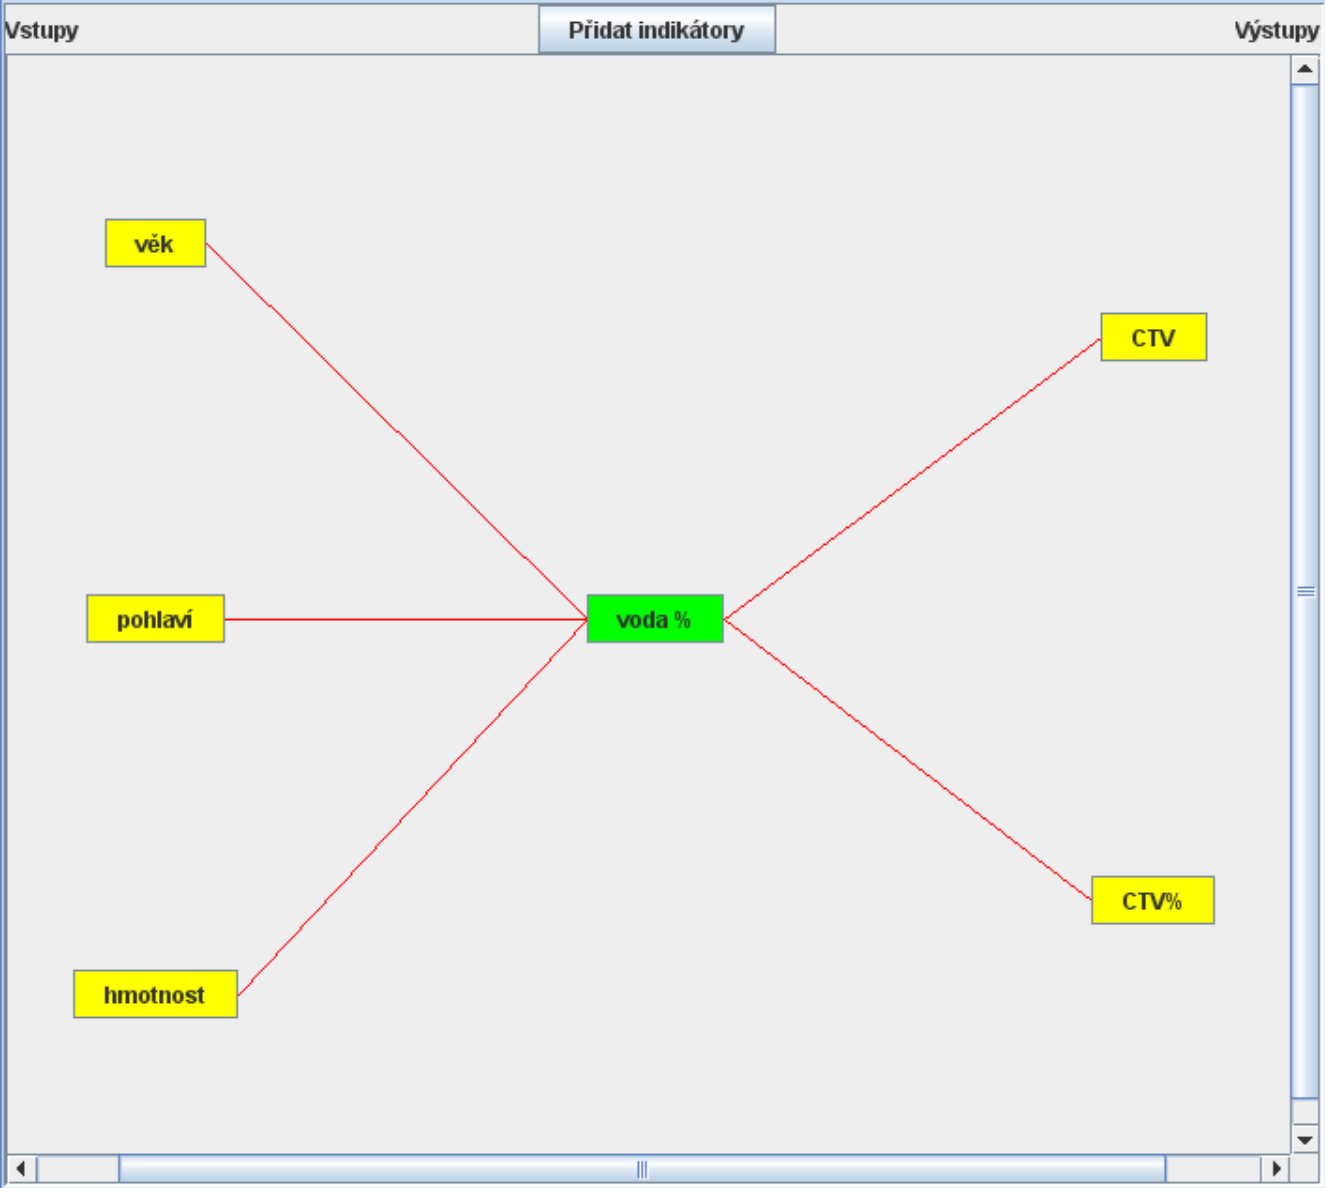 Vstupy
Přidat indikátory
Výstupy
věk
CTV
pohlaví
voda %
CTV%
hmotnost